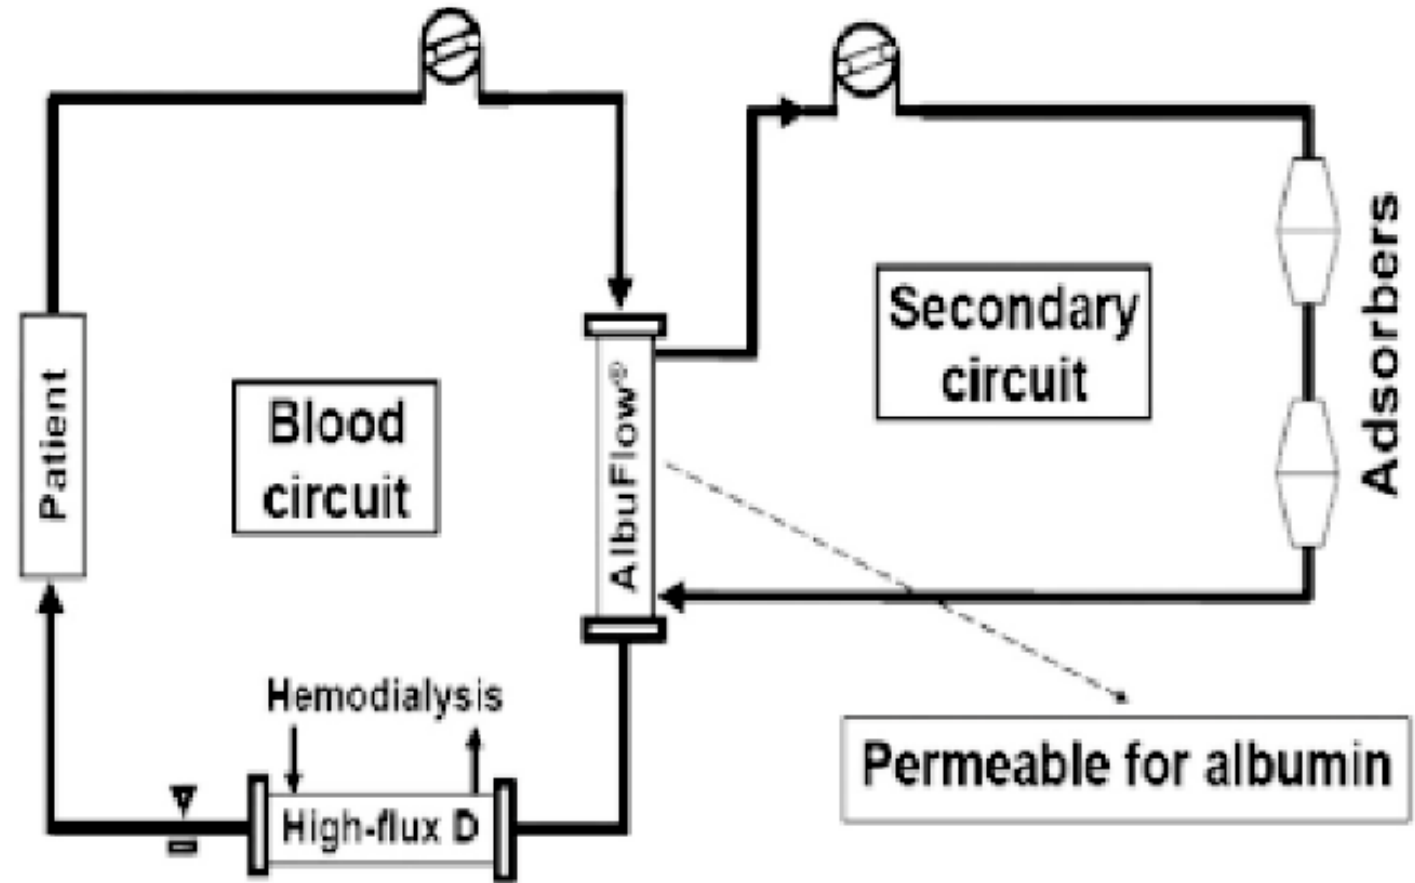 Patient
Blood
circuit
AlbuFlow®
Secondary
circuit
Adsorbers
Hemodialysis
High-flux D
Permeable for albumin